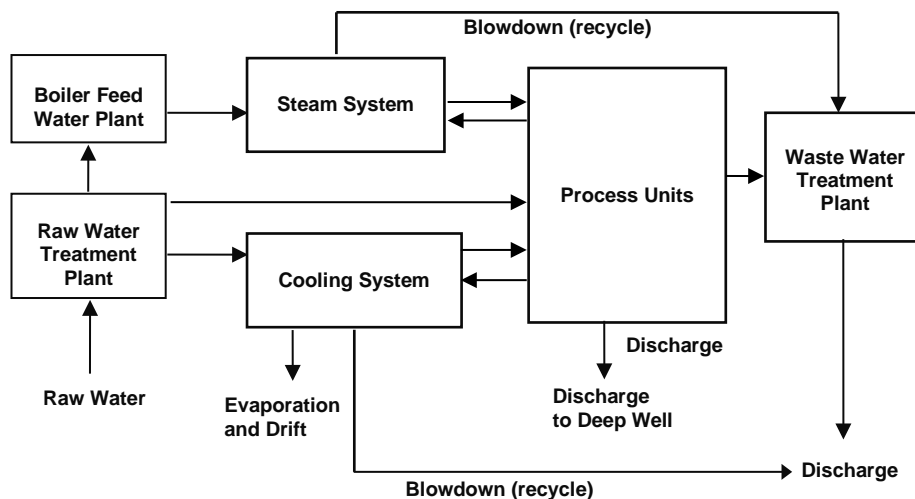 Blowdown (recycle)
Boiler Feed
Water Plant
Steam System
Waste Water
Treatment
Plant
Process Units
Raw Water
Treatment
Plant
Cooling System
Discharge
Raw Water
Evaporation
and Drift
Discharge
to Deep Well
Discharge
Blowdown (recycle)